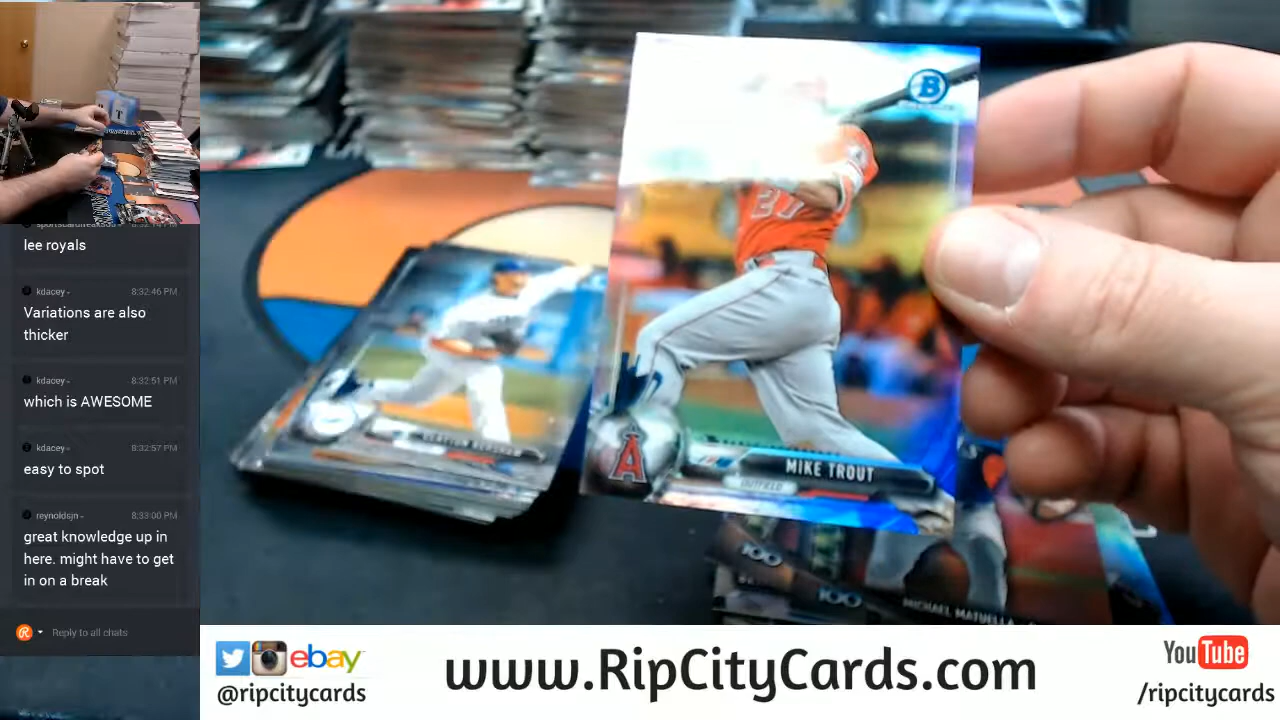 lee royals
kdacey- 8:32:46 PM
Variations are also
thicker
kdacey- 8:32:51 PM
which is AWESOME
kdacey- 8:32:57 PM
easy to spot
reynoldsjn- 8:33:00 PM
great knowledge up in
here. might have to get
in on a break
Reply to all chats
B
27
A
MIKE TROUT
OUTFIELD
100
100
MICHAEL MATUELLA
ebay
@ripcitycards
www.RipCityCards.com
YouTube
/ripcitycards